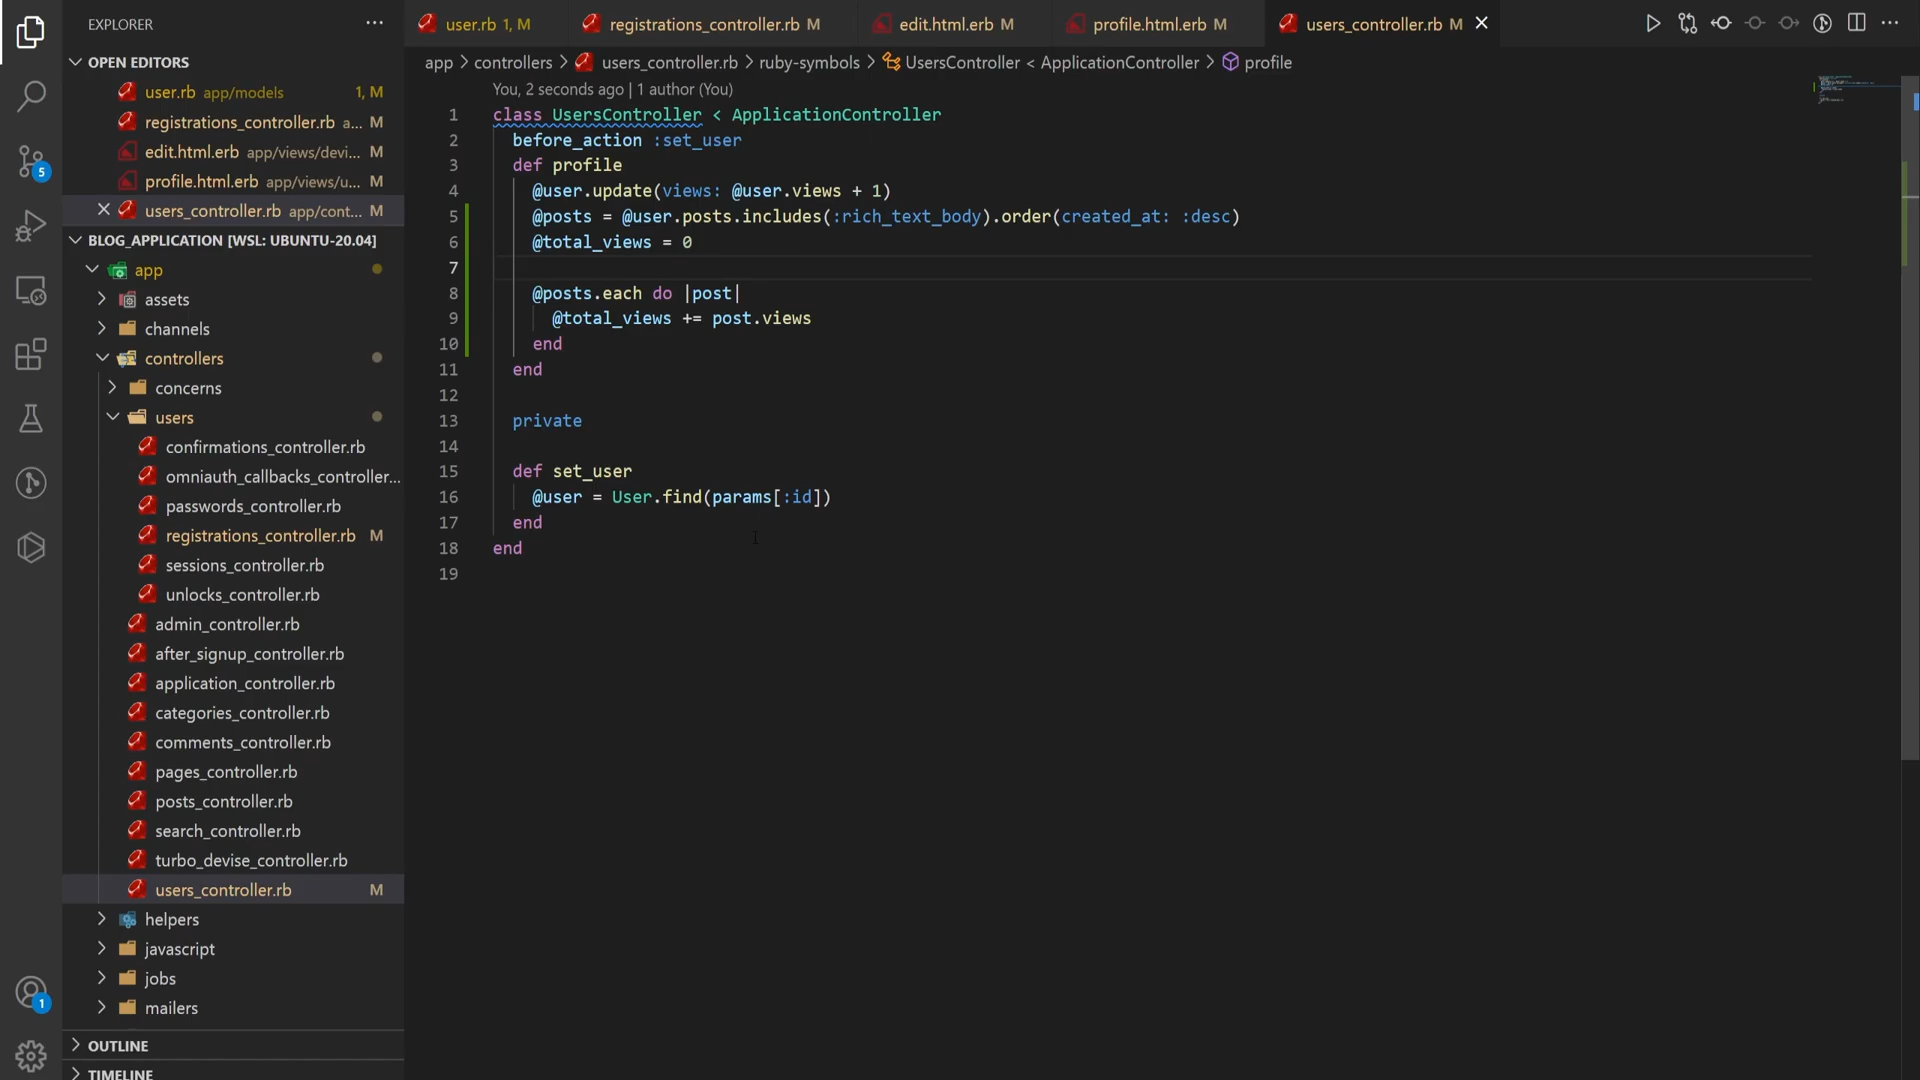 EXPLORER
OPEN EDITORS
user.rb app/models 1, M
registrations_controller.rb a... M
edit.html.erb app/views/devi... M
profile.html.erb app/views/u... M
users_controller.rb app/cont... M
BLOG_APPLICATION [WSL: UBUNTU-20.04]
app
assets
channels
controllers
concerns
users
confirmations_controller.rb
omniauth_callbacks_controller...
passwords_controller.rb
registrations_controller.rb M
sessions_controller.rb
unlocks_controller.rb
admin_controller.rb
after_signup_controller.rb
application_controller.rb
categories_controller.rb
comments_controller.rb
pages_controller.rb
posts_controller.rb
search_controller.rb
turbo_devise_controller.rb
users_controller.rb M
helpers
javascript
jobs
mailers
OUTLINE
TIMELINE
5
1
user.rb 1, M
registrations_controller.rb M
edit.html.erb M
profile.html.erb M
users_controller.rb M
app > controllers > users_controller.rb > ruby-symbols > UsersController < ApplicationController > profile
You, 2 seconds ago | 1 author (You)
1 class UsersController < ApplicationController
2 before_action :set_user
3 def profile
4 @user.update(views: @user.views + 1)
5 @posts = @user.posts.includes(:rich_text_body).order(created_at: :desc)
6 @total_views = 0
7
8 @posts.each do |post|
9 @total_views += post.views
10 end
11 end
12
13 private
14
15 def set_user
16 @user = User.find(params[:id])
17 end
18 end
19